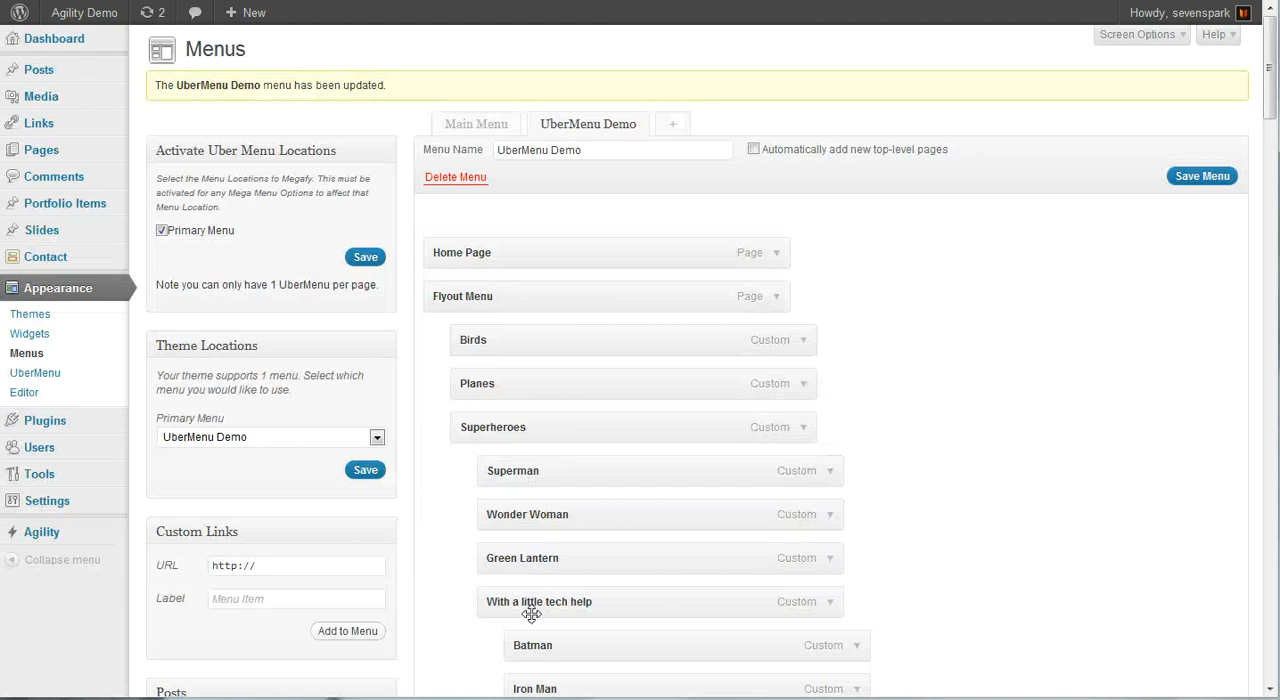 Agility Demo 2 + New Howdy, sevenspark
Dashboard
Posts
Media
Links
Pages
Comments
Portfolio Items
Slides
Contact
Appearance
Themes
Widgets
Menus
UberMenu
Editor
Plugins
Users
Tools
Settings
Agility
Collapse menu
Screen Options Help
Menus
The UberMenu Demo menu has been updated.
Activate Uber Menu Locations
Select the Menu Locations to Megafy. This must be
activated for any Mega Menu Options to affect that
Menu Location.
Primary Menu
Save
Note you can only have 1 UberMenu per page.
Theme Locations
Your theme supports 1 menu. Select which
menu you would like to use.
Primary Menu
UberMenu Demo
Save
Custom Links
URL http://
Label Menu Item
Add to Menu
Posts
Main Menu UberMenu Demo +
Menu Name UberMenu Demo Automatically add new top-level pages
Delete Menu Save Menu
Home Page Page
Flyout Menu Page
Birds Custom
Planes Custom
Superheroes Custom
Superman Custom
Wonder Woman Custom
Green Lantern Custom
With a little tech help Custom
Batman Custom
Iron Man Custom